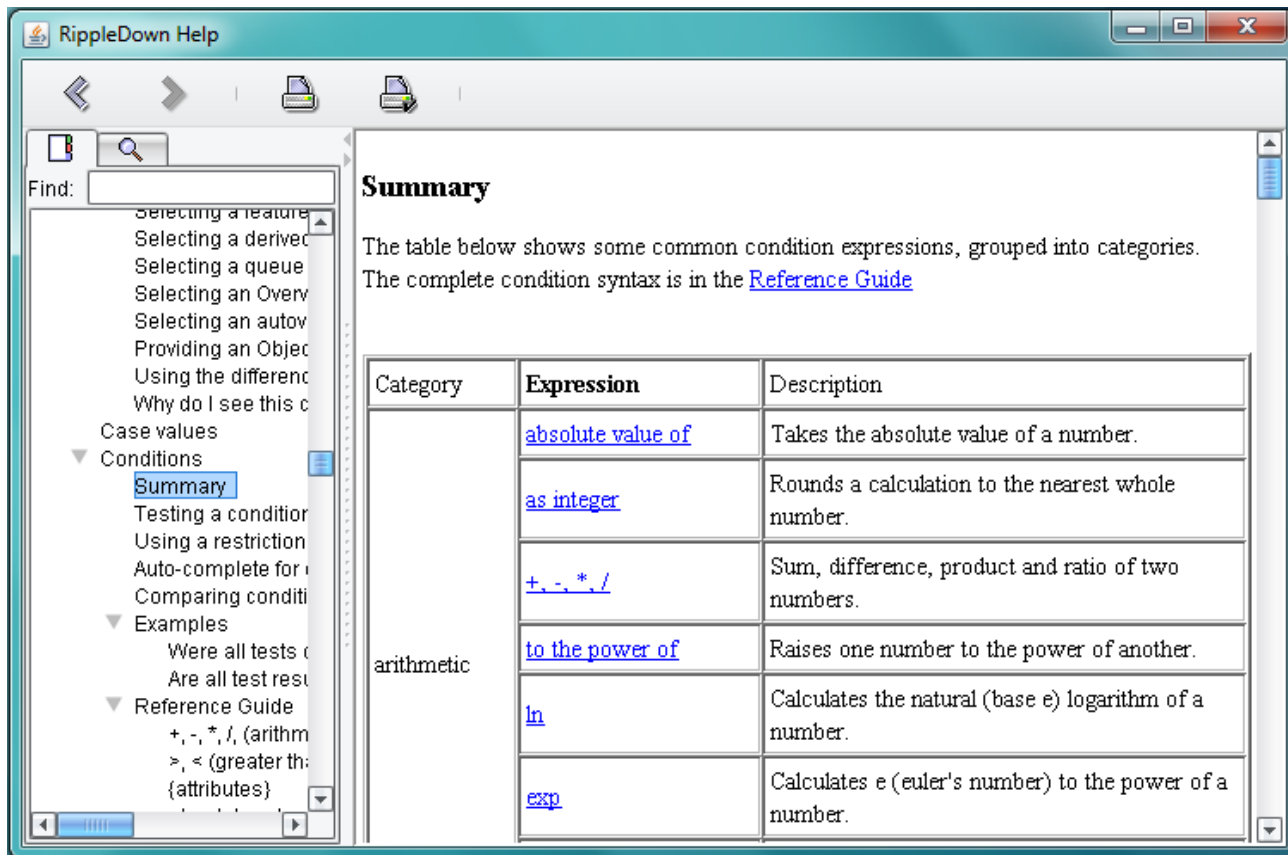 RippleDown Help
Find:
Selecting a feature
Selecting a derived
Selecting a queue
Selecting an Overv
Selecting an autov
Providing an Objec
Using the differenc
Why do I see this c
Case values
Conditions
Summary
Testing a condition
Using a restriction
Auto-complete for
Comparing conditi
Examples
Were all tests
Are all test resu
Reference Guide
+, -, *, /, (arithm
>, < (greater tha
{attributes}
Summary
The table below shows some common condition expressions, grouped into categories.
The complete condition syntax is in the Reference Guide
Category Expression Description
arithmetic
absolute value of Takes the absolute value of a number.
as integer Rounds a calculation to the nearest whole
number.
+, -, *, / Sum, difference, product and ratio of two
numbers.
to the power of Raises one number to the power of another.
ln Calculates the natural (base e) logarithm of a
number.
exp Calculates e (euler's number) to the power of a
number.